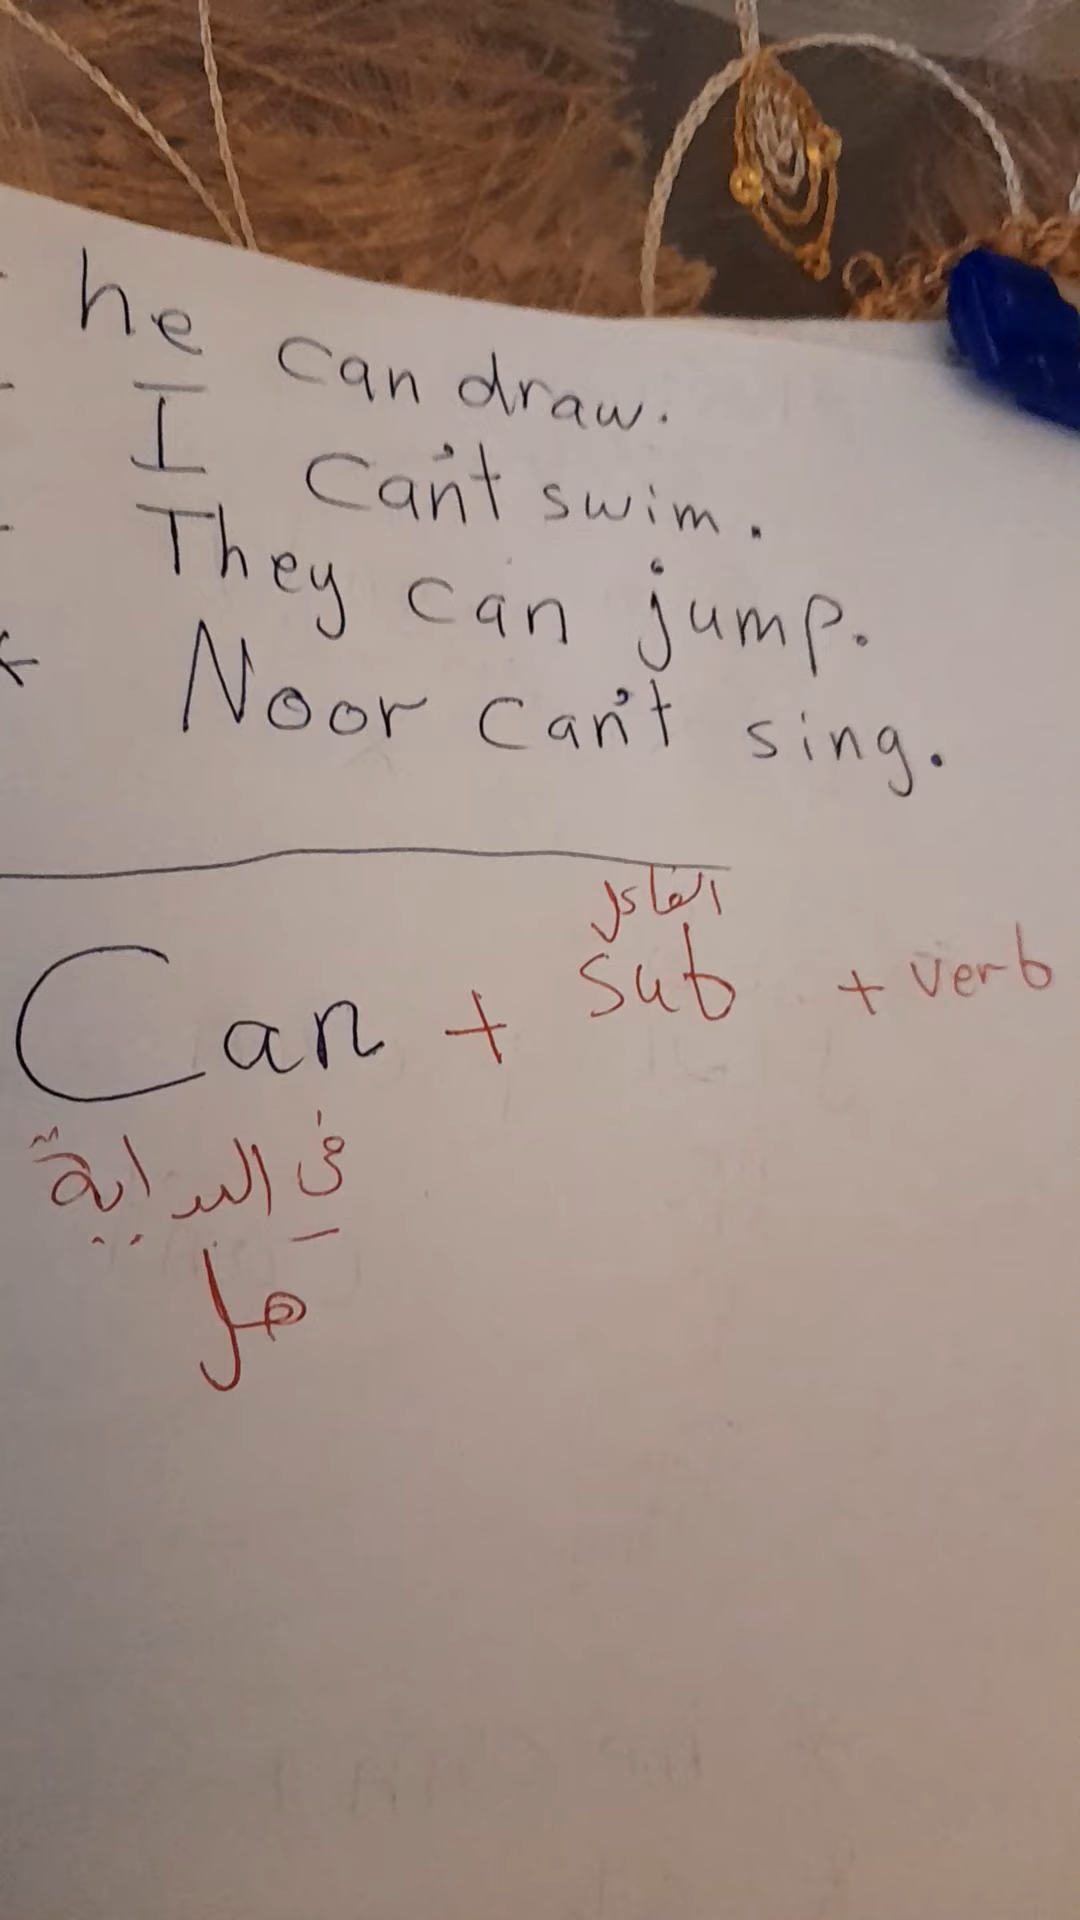 he can draw.
I can't swim.
They can jump.
Noor can't sing.
الفاعل
Can + sub + verb
في البداية
هل